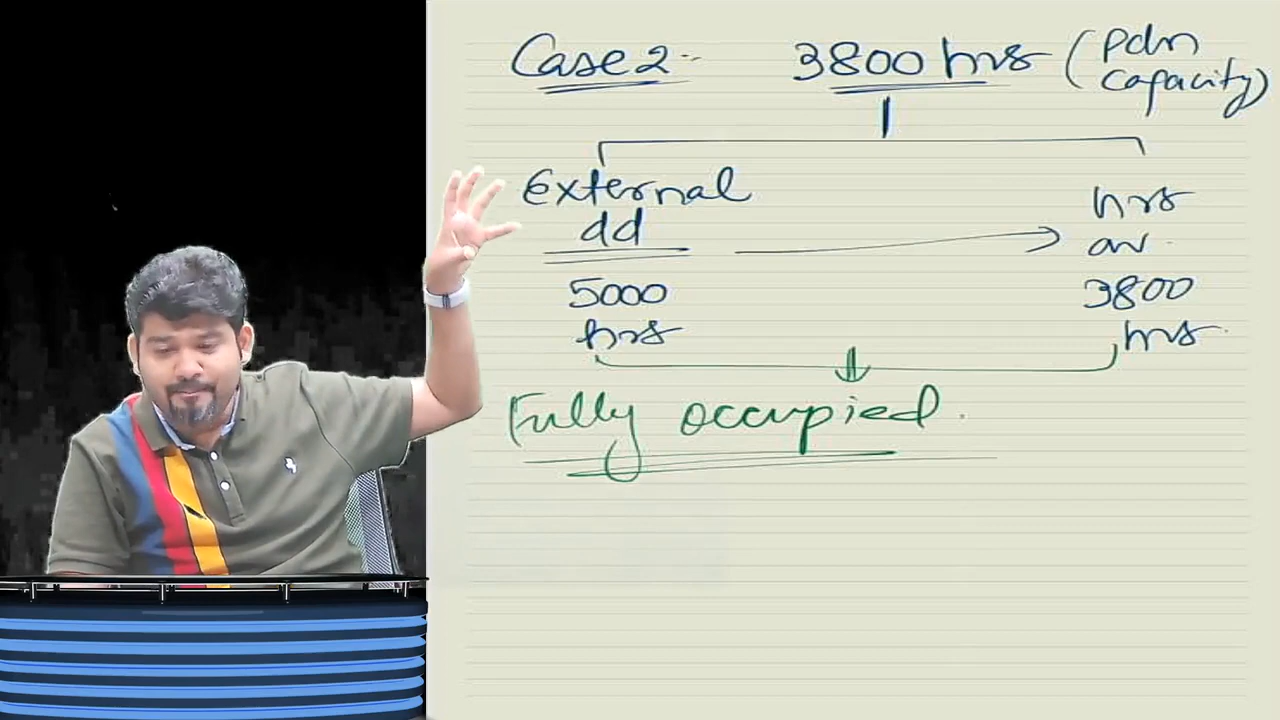 Case 2:- 3800 hrs (pdn
capacity)
External
dd
hrs
av.
5000
hrs
3800
hrs.
Fully occupied.